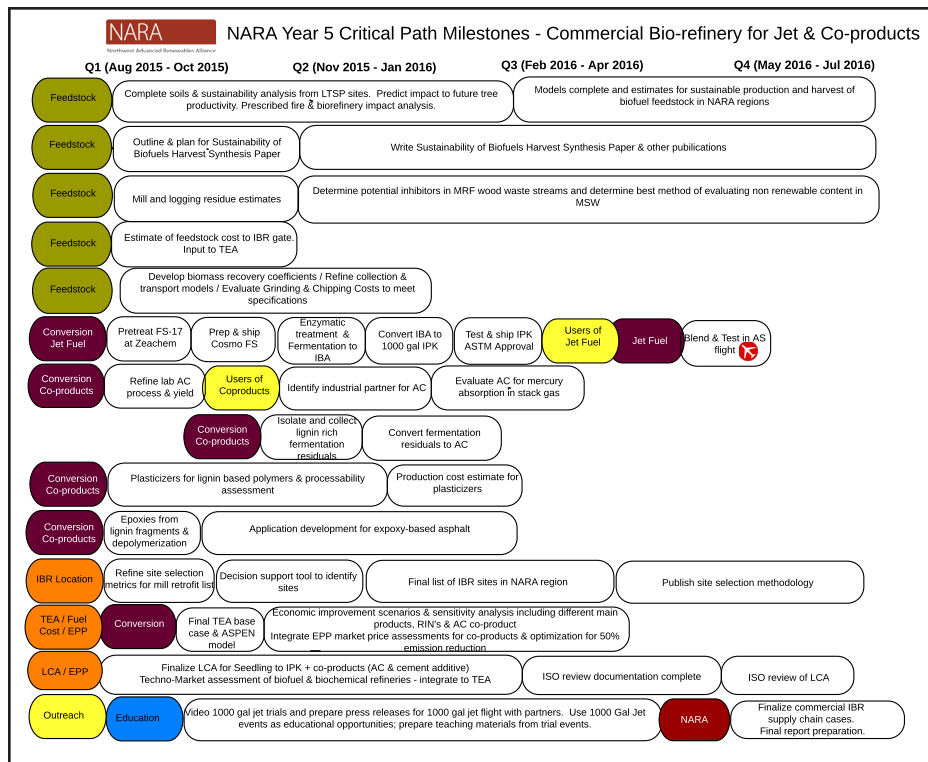 NARA
Northwest Advanced Renewables Alliance
NARA Year 5 Critical Path Milestones - Commercial Bio-refinery for Jet & Co-products
Q1 (Aug 2015 - Oct 2015)
Q2 (Nov 2015 - Jan 2016)
Q3 (Feb 2016 - Apr 2016)
Q4 (May 2016 - Jul 2016)
Feedstock
Complete soils & sustainability analysis from LTSP sites. Predict impact to future tree
productivity. Prescribed fire & biorefinery impact analysis.
Models complete and estimates for sustainable production and harvest of
biofuel feedstock in NARA regions
Feedstock
Outline & plan for Sustainability of
Biofuels Harvest Synthesis Paper
Write Sustainability of Biofuels Harvest Synthesis Paper & other pubilications
Feedstock
Mill and logging residue estimates
Determine potential inhibitors in MRF wood waste streams and determine best method of evaluating non renewable content in
MSW
Feedstock
Estimate of feedstock cost to IBR gate.
Input to TEA
Feedstock
Develop biomass recovery coefficients / Refine collection &
transport models / Evaluate Grinding & Chipping Costs to meet
specifications
Conversion
Jet Fuel
Pretreat FS-17
at Zeachem
Prep & ship
Cosmo FS
Enzymatic
treatment &
Fermentation to
IBA
Convert IBA to
1000 gal IPK
Test & ship IPK
ASTM Approval
Users of
Jet Fuel
Jet Fuel
Blend & Test in AS
flight
Conversion
Co-products
Refine lab AC
process & yield
Users of
Coproducts
Identify industrial partner for AC
Evaluate AC for mercury
absorption in stack gas
Conversion
Co-products
Isolate and collect
lignin rich
fermentation
residuals
Convert fermentation
residuals to AC
Conversion
Co-products
Plasticizers for lignin based polymers & processability
assessment
Production cost estimate for
plasticizers
Conversion
Co-products
Epoxies from
lignin fragments &
depolymerization
Application development for expoxy-based asphalt
IBR Location
Refine site selection
metrics for mill retrofit list
Decision support tool to identify
sites
Final list of IBR sites in NARA region
Publish site selection methodology
TEA / Fuel
Cost / EPP
Conversion
Final TEA base
case & ASPEN
model
Economic improvement scenarios & sensitivity analysis including different main
products, RIN's & AC co-product
Integrate EPP market price assessments for co-products & optimization for 50%
emission reduction
LCA / EPP
Finalize LCA for Seedling to IPK + co-products (AC & cement additive)
Techno-Market assessment of biofuel & biochemical refineries - integrate to TEA
ISO review documentation complete
ISO review of LCA
Outreach
Education
Video 1000 gal jet trials and prepare press releases for 1000 gal jet flight with partners. Use 1000 Gal Jet
events as educational opportunities; prepare teaching materials from trial events.
NARA
Finalize commercial IBR
supply chain cases.
Final report preparation.